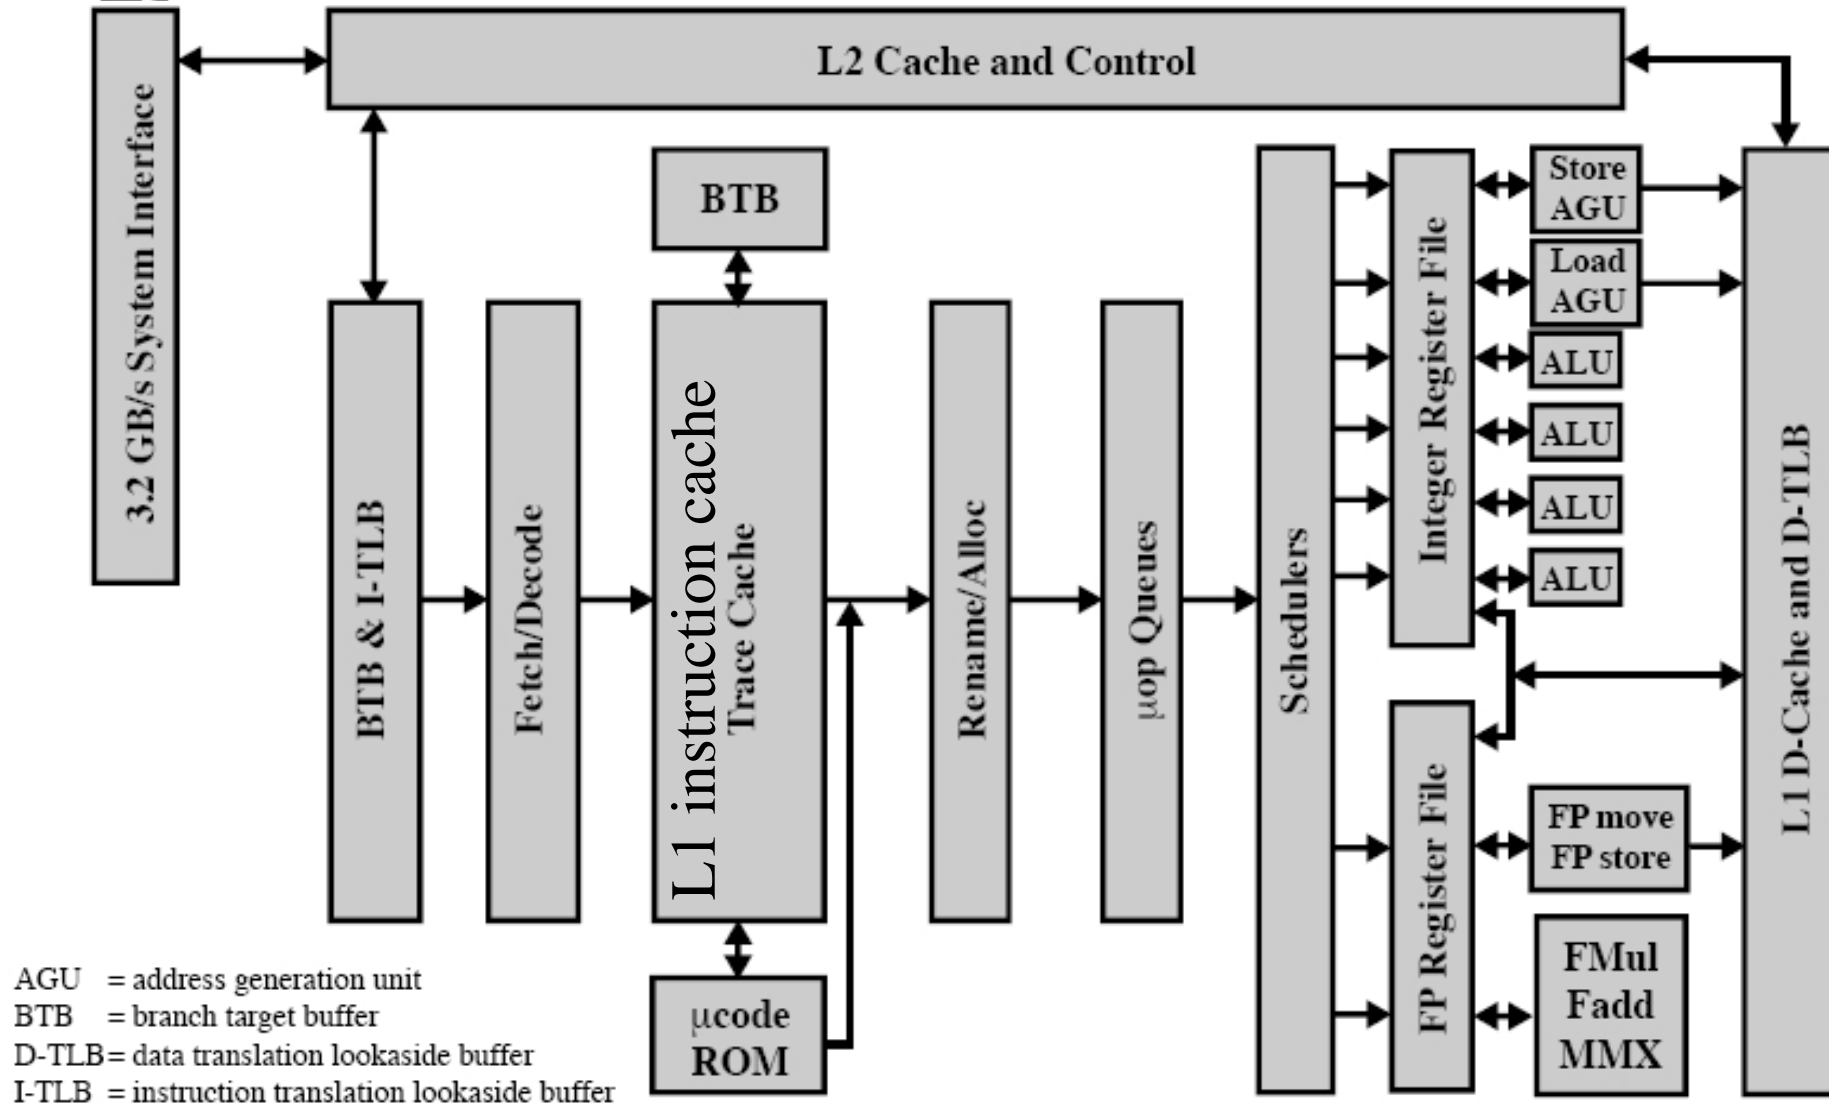 L2 Cache and Control
3.2 GB/s System Interface
BTB
BTB & I-TLB
Fetch/Decode
L1 instruction cache
Trace Cache
μcode
ROM
Rename/Alloc
μop Queues
Schedulers
Integer Register File
FP Register File
Store
AGU
Load
AGU
ALU
ALU
ALU
ALU
FP move
FP store
FMul
Fadd
MMX
L1 D-Cache and D-TLB
AGU = address generation unit
BTB = branch target buffer
D-TLB= data translation lookaside buffer
I-TLB = instruction translation lookaside buffer